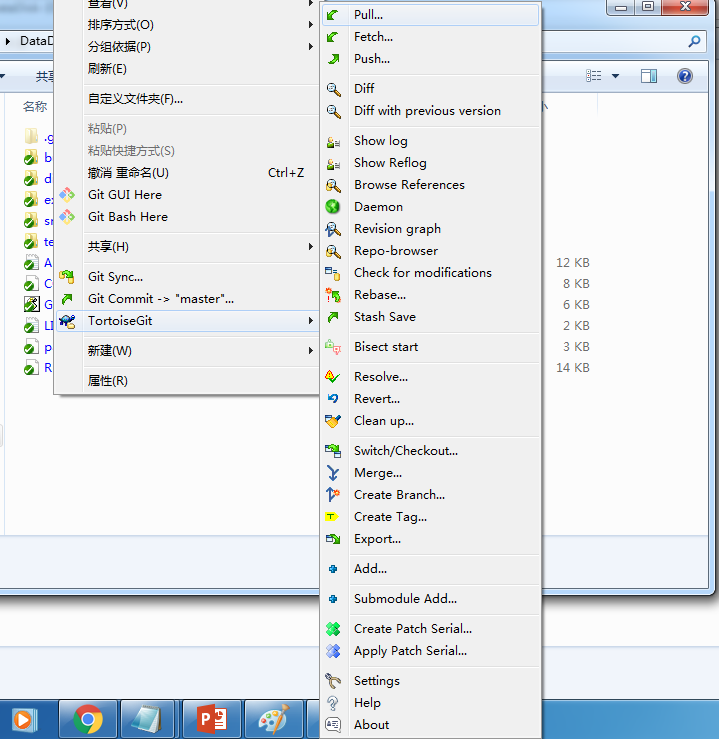 查看(V)
排序方式(O)
分组依据(P)
刷新(E)
自定义文件夹(F)...
粘贴(P)
粘贴快捷方式(S)
撤消 重命名(U) Ctrl+Z
Git GUI Here
Git Bash Here
共享(H)
Git Sync...
Git Commit -> "master"...
TortoiseGit
新建(W)
属性(R)
Pull...
Fetch...
Push...
Diff
Diff with previous version
Show log
Show Reflog
Browse References
Daemon
Revision graph
Repo-browser
Check for modifications
Rebase...
Stash Save
Bisect start
Resolve...
Revert...
Clean up...
Switch/Checkout...
Merge...
Create Branch...
Create Tag...
Export...
Add...
Submodule Add...
Create Patch Serial...
Apply Patch Serial...
Settings
Help
About
DataD
名称
12 KB
8 KB
6 KB
2 KB
3 KB
14 KB